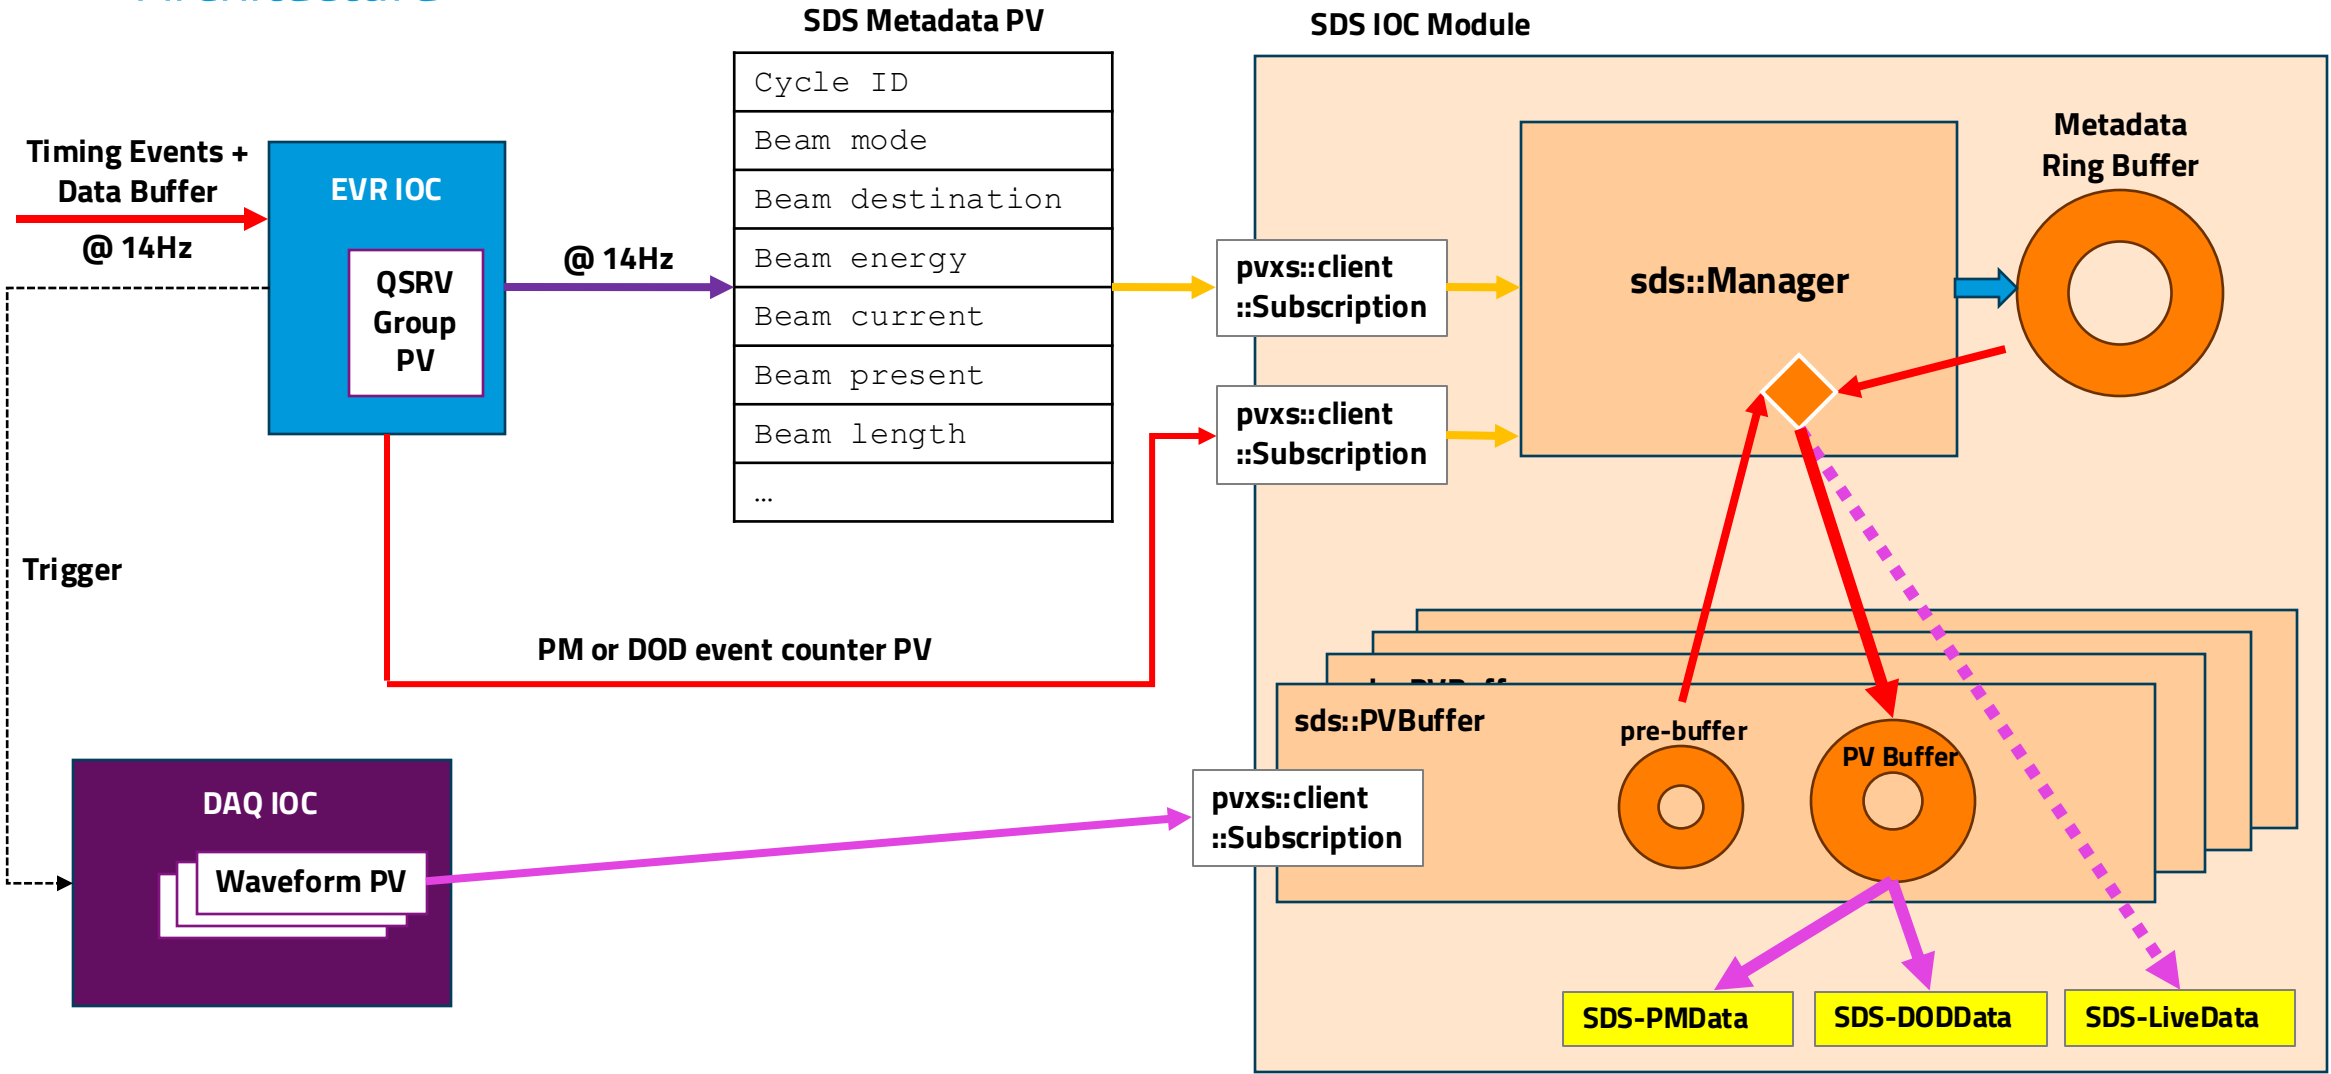 SDS Metadata PV
SDS IOC Module
Cycle ID
Beam mode
Beam destination
Beam energy
Beam current
Beam present
Beam length
…
Timing Events +
Data Buffer
@ 14Hz
EVR IOC
QSRV
Group
PV
@ 14Hz
pvxs::client
::Subscription
pvxs::client
::Subscription
sds::Manager
Metadata
Ring Buffer
Trigger
PM or DOD event counter PV
sds::PVBuffer
pre-buffer
PV Buffer
pvxs::client
::Subscription
DAQ IOC
Waveform PV
SDS-PMData
SDS-DODData
SDS-LiveData